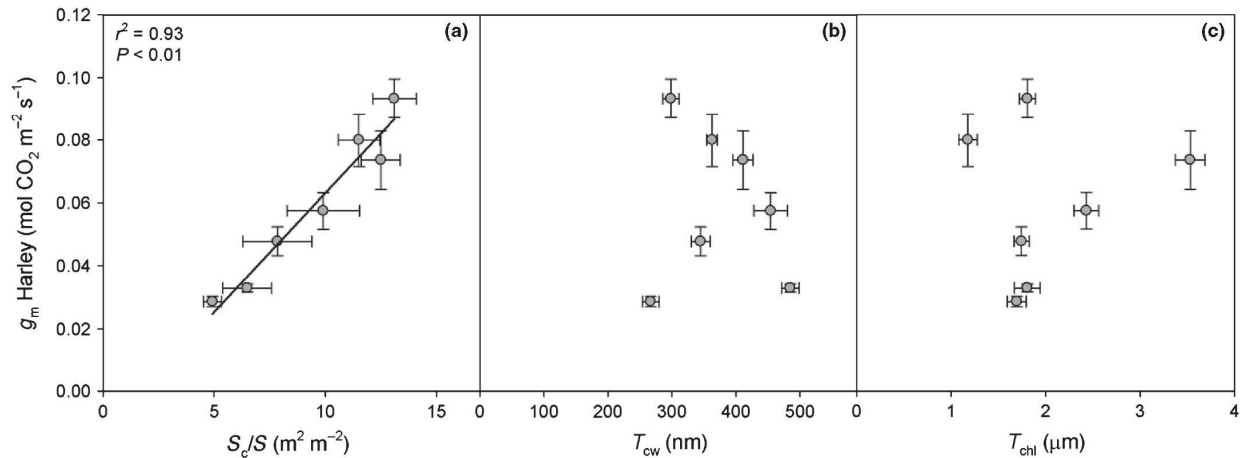 r² = 0.93
P < 0.01
(a)
(b)
(c)
0.12
0.10
0.08
0.06
0.04
0.02
0.00
gm Harley (mol CO₂ m⁻² s⁻¹)
0 5 10 15
0 100 200 300 400 500
0 1 2 3 4
Sc/S (m² m⁻²)
Tcw (nm)
Tchl (μm)